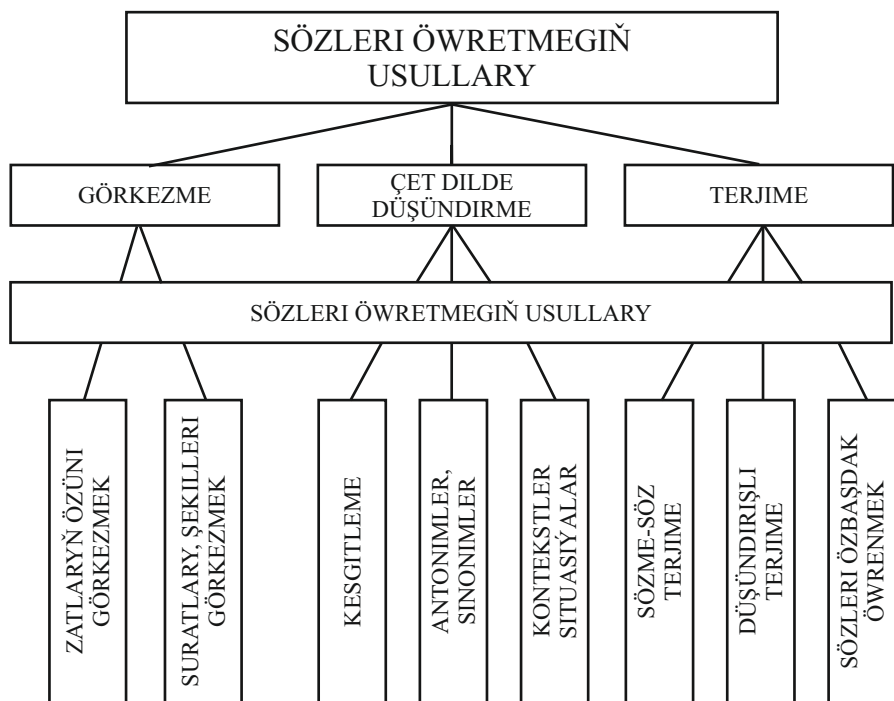 SÖZLERI ÖWRETMEGIŇ
USULLARY
GÖRKEZME
ÇET DILDE
DÜŞÜNDIRME
TERJIME
SÖZLERI ÖWRETMEGIŇ USULLARY
ZATLARYŇ ÖZÜNI
GÖRKEZMEK
SURATLARY, ŞEKILLERI
GÖRKEZMEK
KESGITLEME
ANTONIMLER,
SINONIMLER
KONTEKSTLER
SITUASIÝALAR
SÖZME-SÖZ
TERJIME
DÜŞÜNDIRIŞLI
TERJIME
SÖZLERI ÖZBAŞDAK
ÖWRENMEK